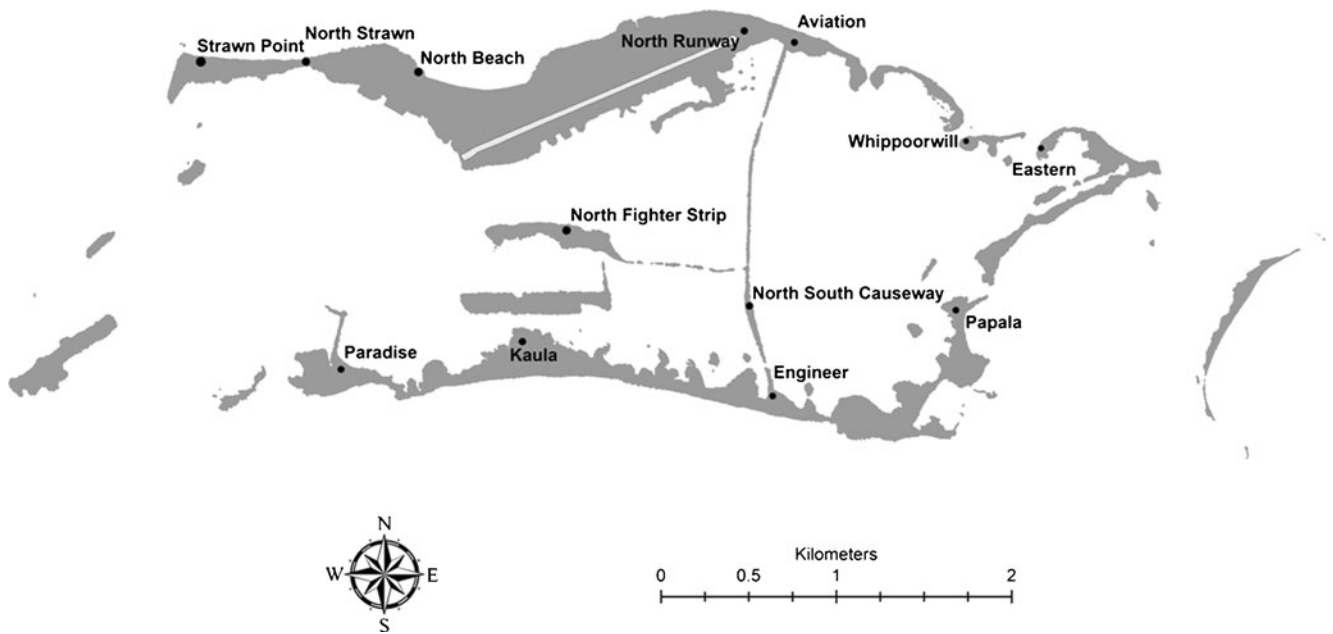 Aviation
North Strawn
North Runway
Strawn Point
North Beach
Whippoorwill
Eastern
North Fighter Strip
North South Causeway
Papala
Paradise
Kaula
Engineer
N
W E
S
Kilometers
0 0.5 1 2